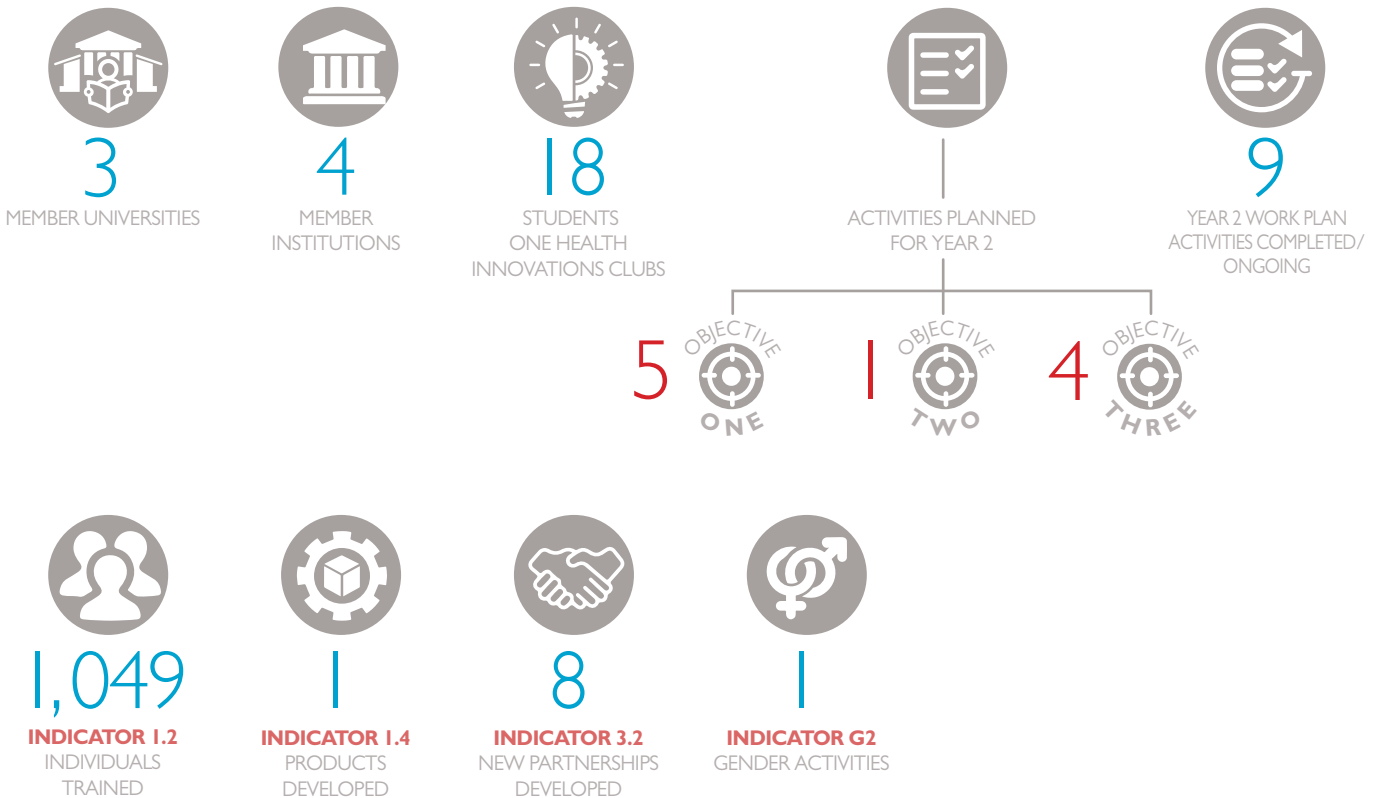 3
MEMBER UNIVERSITIES
4
MEMBER
INSTITUTIONS
18
STUDENTS
ONE HEALTH
INNOVATIONS CLUBS
ACTIVITIES PLANNED
FOR YEAR 2
5
OBJECTIVE
ONE
1
OBJECTIVE
TWO
4
OBJECTIVE
THREE
9
YEAR 2 WORK PLAN
ACTIVITIES COMPLETED/
ONGOING
1,049
INDICATOR 1.2
INDIVIDUALS
TRAINED
1
INDICATOR 1.4
PRODUCTS
DEVELOPED
8
INDICATOR 3.2
NEW PARTNERSHIPS
DEVELOPED
1
INDICATOR G2
GENDER ACTIVITIES